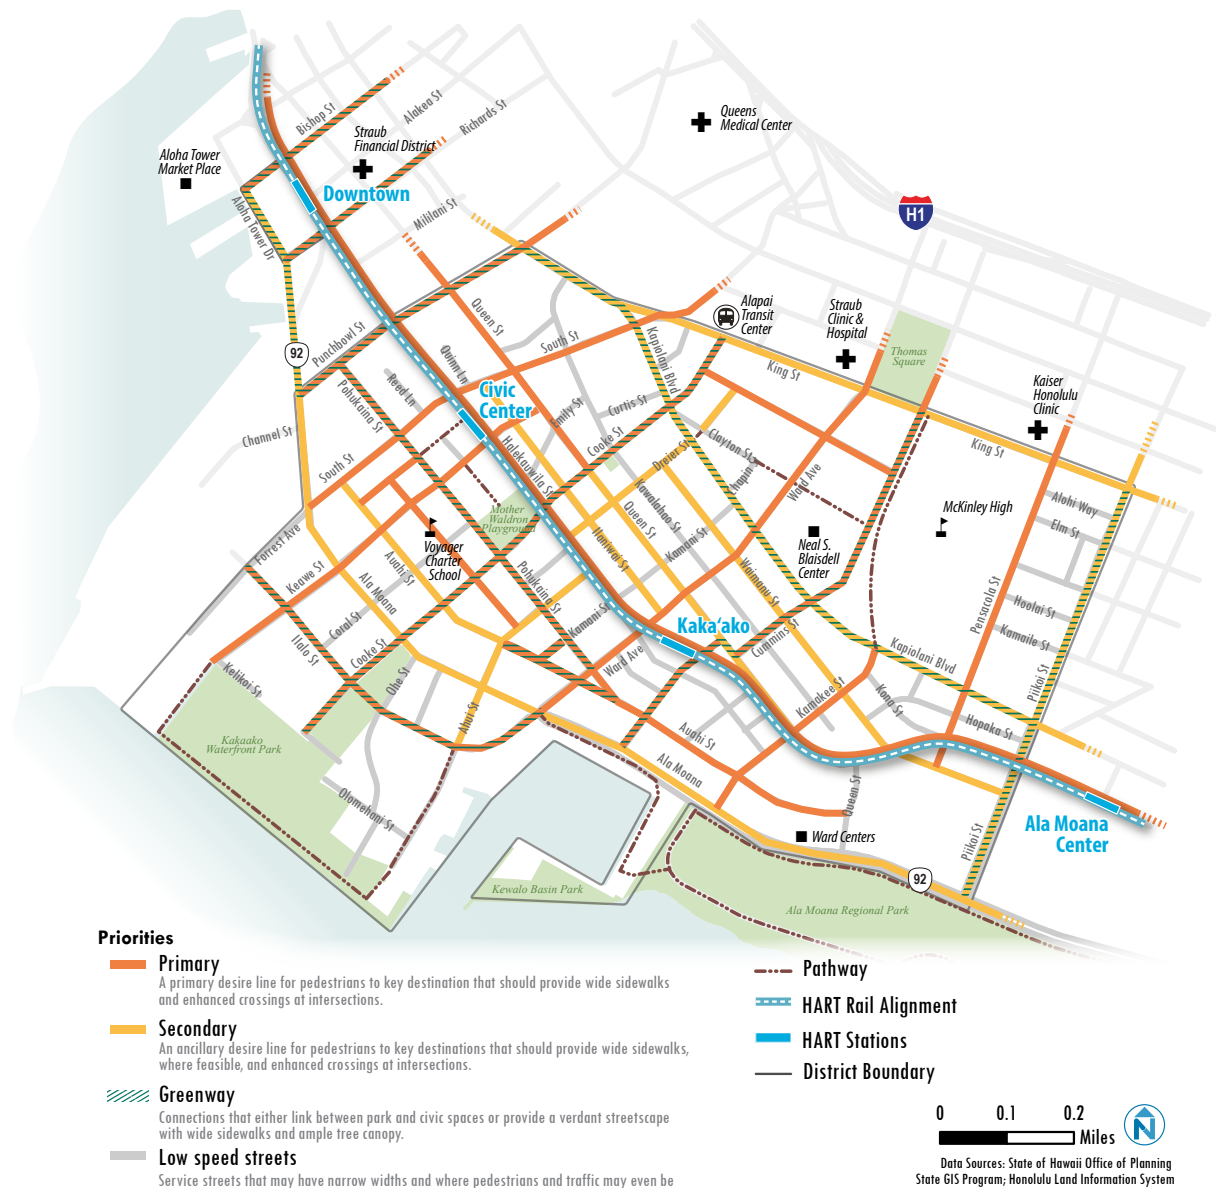 Queens
Medical Center
Bishop St
Alakea St
Richards St
Straub
Financial District
Aloha Tower
Market Place
Downtown
Mililani St
H1
Aloha Tower Dr
92
Punchbowl St
Queen St
Quinn Ln
South St
Kapiolani Blvd
Alapai
Transit
Center
Straub
Clinic &
Hospital
Thomas
Square
King St
Kaiser
Honolulu
Clinic
Pohukaina St
Reed Ln
Civic
Center
Emily St
Curtis St
Cooke St
Channel St
South St
Halekauwila St
Dreier St
Clayton St
Chapin
Ward Ave
King St
Kawaiahao St
Queen St
Alohi Way
Elm St
McKinley High
Mother
Waldron
Playground
Voyager
Charter
School
Neal S.
Blaisdell
Center
Forrest Ave
Keawe St
Auahi St
Ala Moana
Ilaniwai St
Kamani St
Waimanu St
Pohukaina St
Pensacola St
Hoolai St
Kamaile St
Coral St
Cooke St
Ilalo St
Kamani St
Kaka‘ako
Cummins St
Ward Ave
Kapiolani Blvd
Piikoi St
Kelikoi St
Ohe St
Ahui St
Kamakee St
Kona St
Hopaka St
Kakaako
Waterfront Park
Auahi St
Ala Moana
Olomehani St
Queen St
Ward Centers
Piikoi St
Ala Moana
Center
92
Kewalo Basin Park
Ala Moana Regional Park
Priorities
Primary
A primary desire line for pedestrians to key destination that should provide wide sidewalks
and enhanced crossings at intersections.
Secondary
An ancillary desire line for pedestrians to key destinations that should provide wide sidewalks,
where feasible, and enhanced crossings at intersections.
Greenway
Connections that either link between park and civic spaces or provide a verdant streetscape
with wide sidewalks and ample tree canopy.
Low speed streets
Service streets that may have narrow widths and where pedestrians and traffic may even be
Pathway
HART Rail Alignment
HART Stations
District Boundary
0 0.1 0.2
Miles
N
Data Sources: State of Hawaii Office of Planning
State GIS Program; Honolulu Land Information System